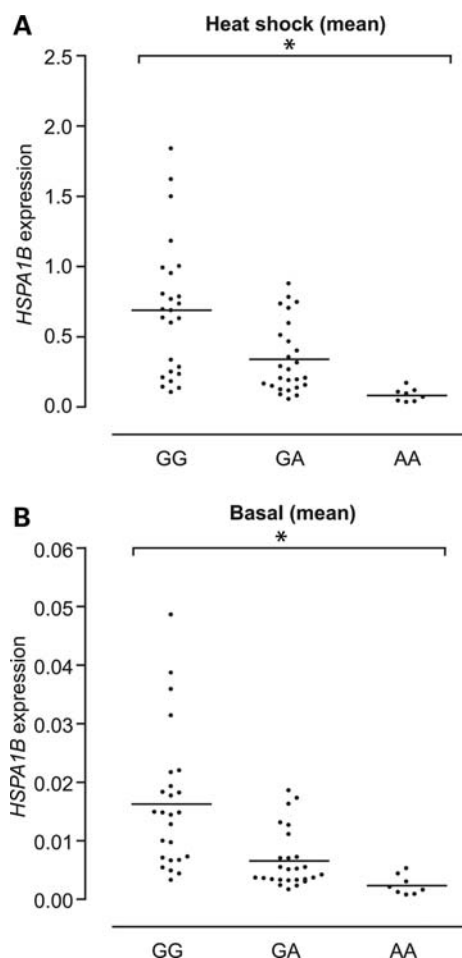 A
Heat shock (mean)
*
2.5
2.0
1.5
1.0
0.5
0.0
HSPA1B expression
GG GA AA
B
Basal (mean)
*
0.06
0.05
0.04
0.03
0.02
0.01
0.00
HSPA1B expression
GG GA AA